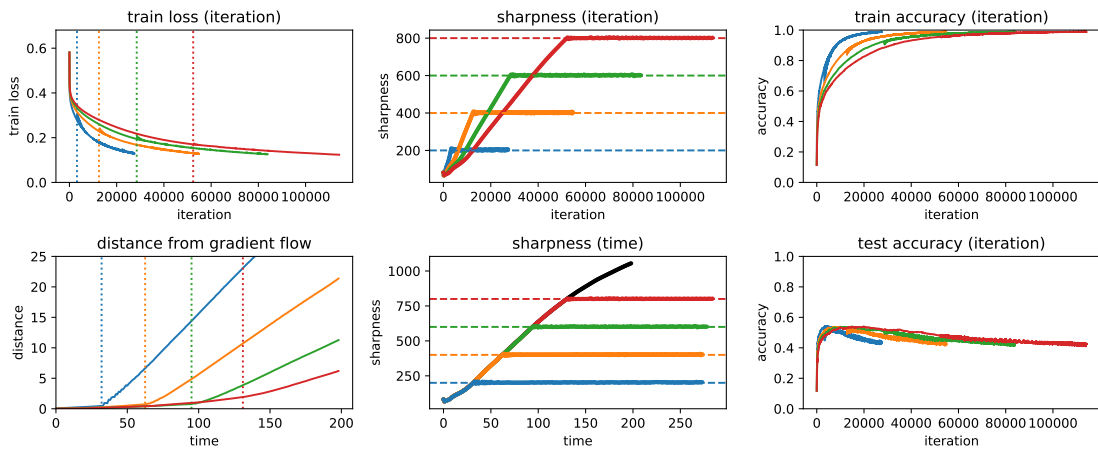 train loss (iteration)
0.6
0.4
0.2
0.0
train loss
0 20000 40000 60000 80000 100000
iteration
sharpness (iteration)
800
600
400
200
sharpness
0 20000 40000 60000 80000 100000
iteration
train accuracy (iteration)
1.0
0.8
0.6
0.4
0.2
0.0
accuracy
0 20000 40000 60000 80000 100000
iteration
distance from gradient flow
25
20
15
10
5
0
distance
0 50 100 150 200
time
sharpness (time)
1000
750
500
250
sharpness
0 50 100 150 200 250
time
test accuracy (iteration)
1.0
0.8
0.6
0.4
0.2
0.0
accuracy
0 20000 40000 60000 80000 100000
iteration